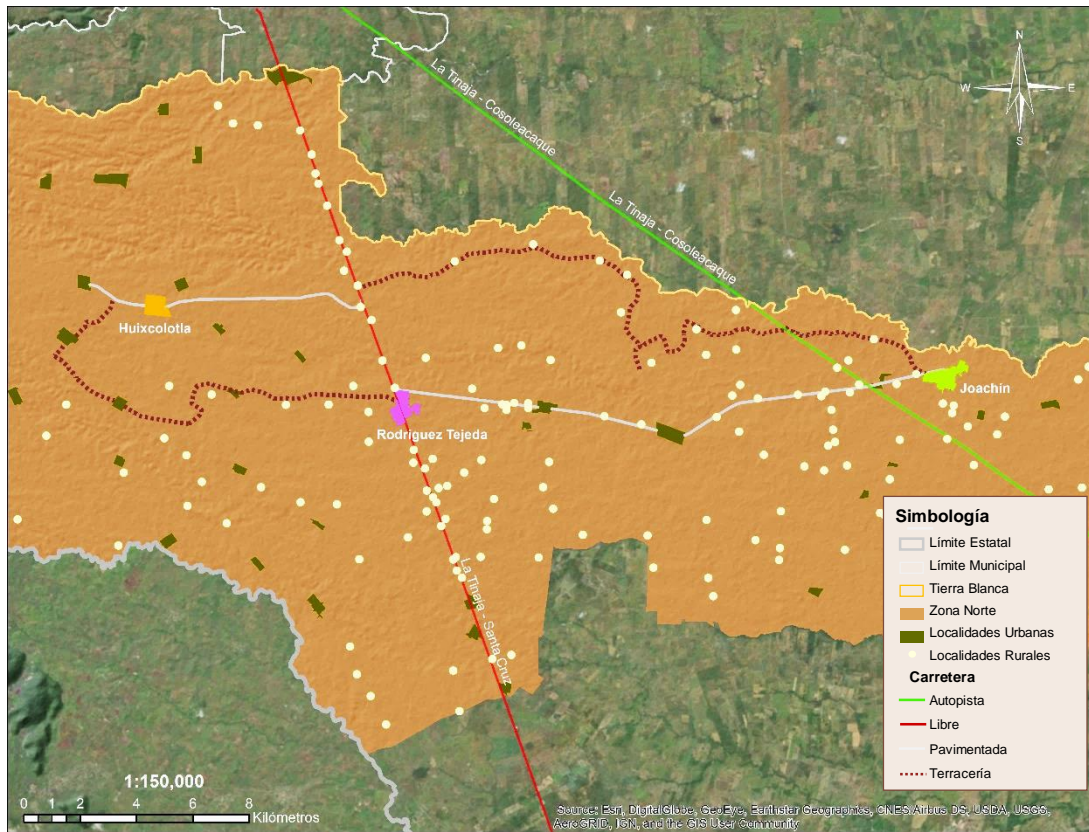 La Tinaja - Cosoleacaque
N
W E
S
La Tinaja - Cosoleacaque
Huixcolotla
Joachín
Rodríguez Tejeda
La Tinaja - Santa Cruz
Simbología
Límite Estatal
Límite Municipal
Tierra Blanca
Zona Norte
Localidades Urbanas
Localidades Rurales
Carretera
Autopista
Libre
Pavimentada
Terracería
1:150,000
0 1 2 4 6 8
Kilómetros
Source: Esri, DigitalGlobe, GeoEye, Earthstar Geographics, CNES/Airbus DS, USDA, USGS,
AeroGRID, IGN, and the GIS User Community